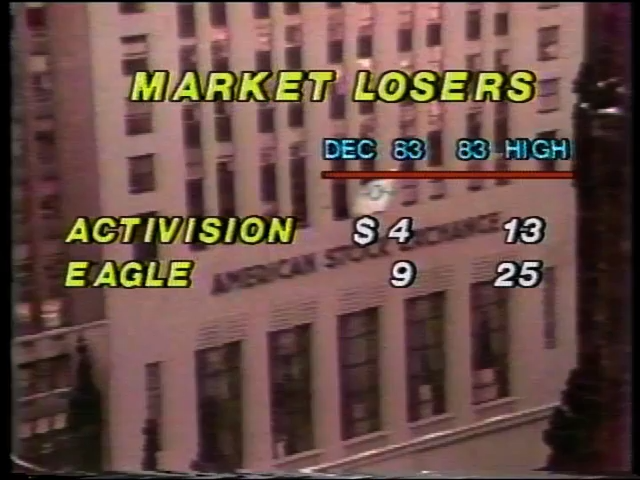 MARKET LOSERS
DEC 83 83 HIGH
ACTIVISION $4 13
EAGLE 9 25
AMERICAN STOCK EXCHANGE